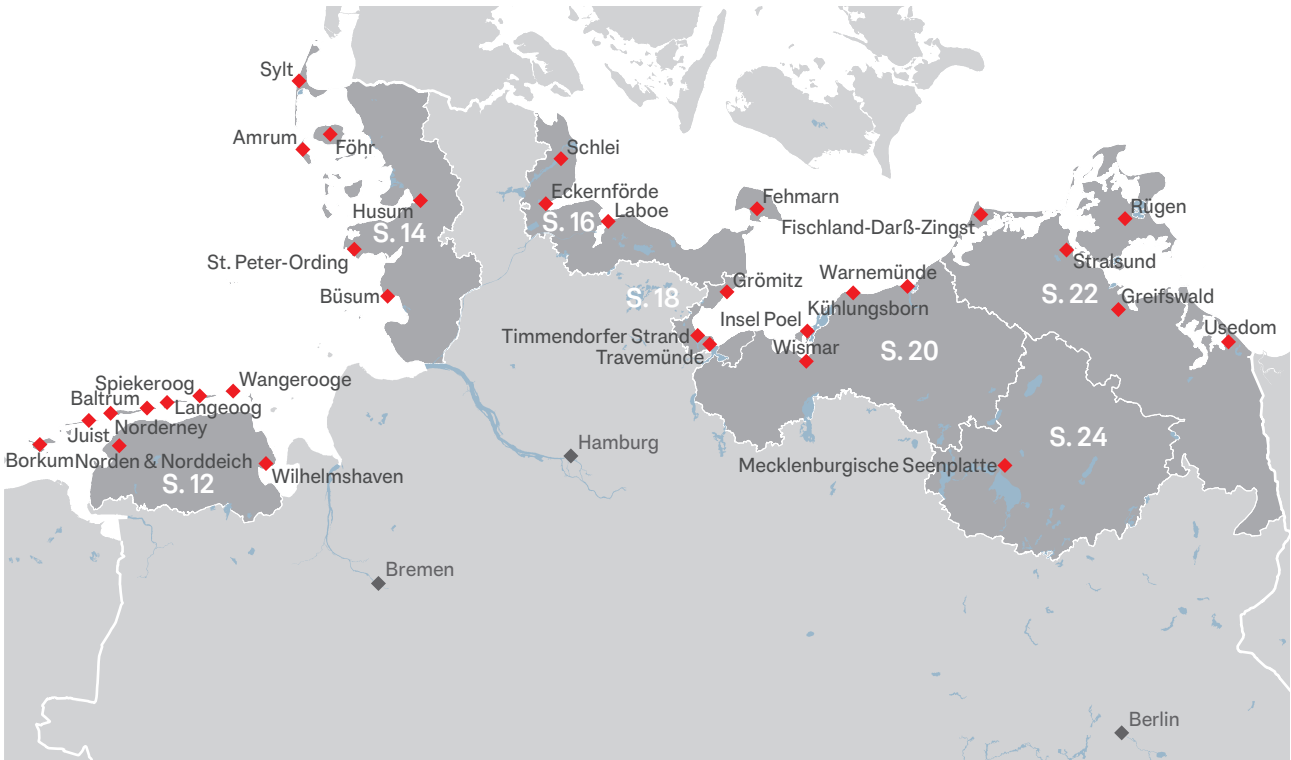 Sylt
Amrum
Föhr
Schlei
Eckernförde
Husum
S. 14
S. 16
Laboe
Fehmarn
Fischland-Darß-Zingst
Rügen
St. Peter-Ording
Stralsund
Büsum
S. 18
Grömitz
Warnemünde
S. 22
Greifswald
Kühlungsborn
Insel Poel
Usedom
Timmendorfer Strand
Travemünde
Wismar
S. 20
Wangerooge
Spiekeroog
Baltrum
Langeoog
Norderney
Juist
Borkum
Norden & Norddeich
Wilhelmshaven
S. 12
Hamburg
S. 24
Mecklenburgische Seenplatte
Bremen
Berlin